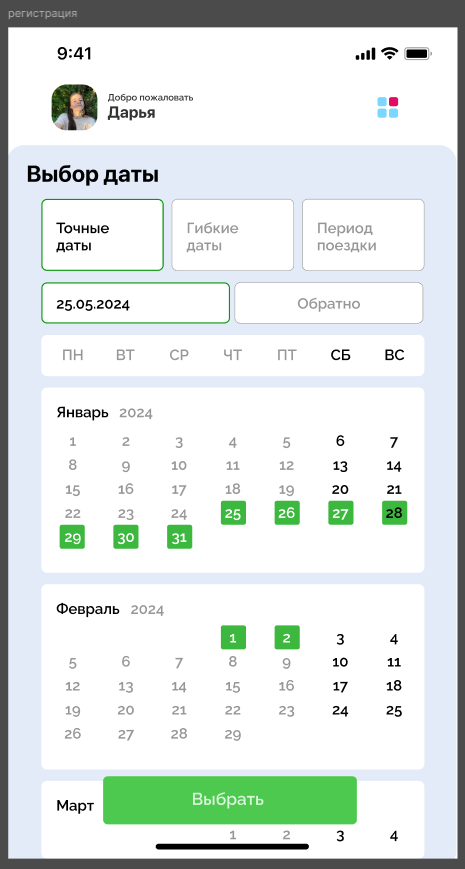 регистрация
9:41
Добро пожаловать
Дарья
Выбор даты
Точные даты
Гибкие даты
Период поездки
25.05.2024
Обратно
ПН ВТ СР ЧТ ПТ СБ ВС
Январь 2024
1 2 3 4 5 6 7
8 9 10 11 12 13 14
15 16 17 18 19 20 21
22 23 24 25 26 27 28
29 30 31
Февраль 2024
1 2 3 4
5 6 7 8 9 10 11
12 13 14 15 16 17 18
19 20 21 22 23 24 25
26 27 28 29
Март
Выбрать
1 2 3 4